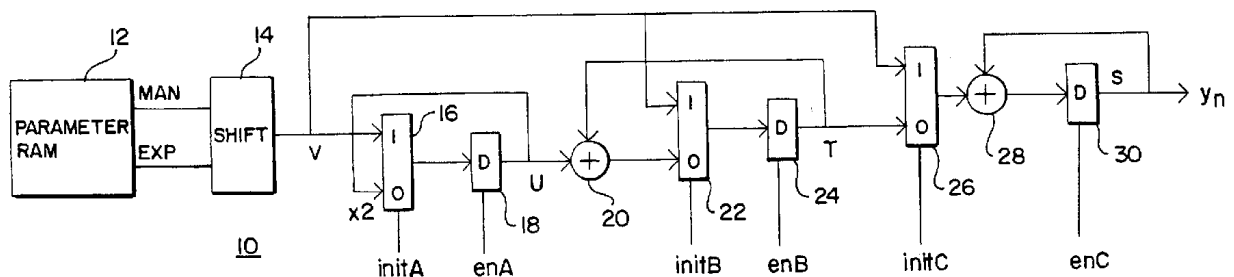 12
14
PARAMETER
RAM
MAN
EXP
SHIFT
V
I
16
O
x2
D
U
18
20
I
O
22
D
T
24
I
O
26
28
D
S
30
yn
10
initA
enA
initB
enB
initC
enC